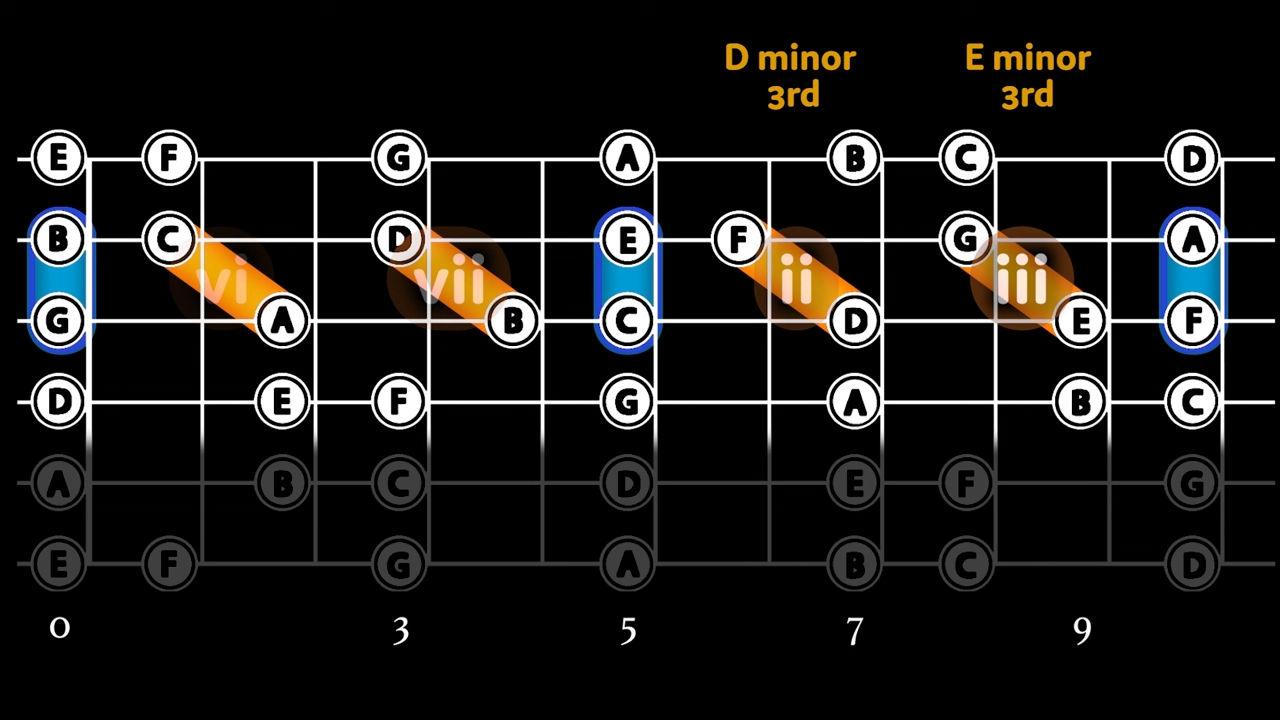 D minor E minor
3rd 3rd
E F G A B C D
B C D E F G A
vi vii ii iii
G A B C D E F
D E F G A B C
A B C D E F G
E F G A B C D
0 3 5 7 9